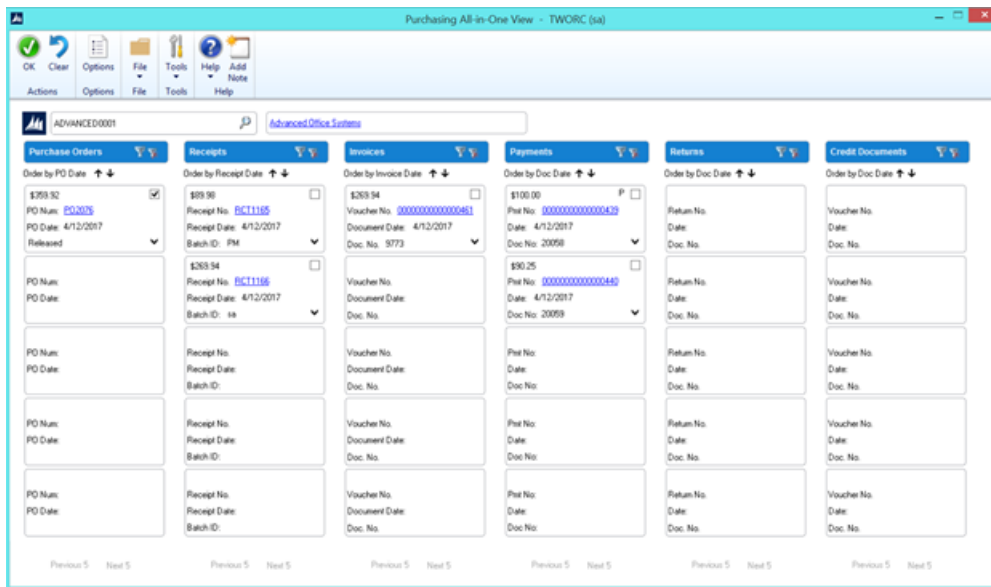 Purchasing All-in-One View - TWORC (sa)
OK Clear Options File Tools Help Add Note
Actions Options File Tools Help
ADVANCED0001 Advanced Office Systems
Purchase Orders Receipts Invoices Payments Returns Credit Documents
Order by PO Date Order by Receipt Date Order by Invoice Date Order by Doc Date Order by Doc Date Order by Doc Date
$359.92 $89.98 $269.94 $100.00 P
PO Num: PO2076 Receipt No. RCT1165 Voucher No. 00000000000000461 Pmt No: 00000000000000439 Return No. Voucher No.
PO Date: 4/12/2017 Receipt Date: 4/12/2017 Document Date: 4/12/2017 Date: 4/12/2017 Date: Date:
Released Batch ID: PM Doc. No. 9773 Doc No: 20058 Doc. No. Doc. No.
$269.94 $90.25
PO Num: Receipt No. RCT1166 Voucher No. Pmt No: 00000000000000440 Return No. Voucher No.
PO Date: Receipt Date: 4/12/2017 Document Date: Date: 4/12/2017 Date: Date:
Batch ID: sa Doc. No. Doc No: 20059 Doc. No. Doc. No.
PO Num: Receipt No. Voucher No. Pmt No: Return No. Voucher No.
PO Date: Receipt Date: Document Date: Date: Date: Date:
Batch ID: Doc. No. Doc No: Doc. No. Doc. No.
PO Num: Receipt No. Voucher No. Pmt No: Return No. Voucher No.
PO Date: Receipt Date: Document Date: Date: Date: Date:
Batch ID: Doc. No. Doc No: Doc. No. Doc. No.
PO Num: Receipt No. Voucher No. Pmt No: Return No. Voucher No.
PO Date: Receipt Date: Document Date: Date: Date: Date:
Batch ID: Doc. No. Doc No: Doc. No. Doc. No.
Previous 5 Next 5 Previous 5 Next 5 Previous 5 Next 5 Previous 5 Next 5 Previous 5 Next 5 Previous 5 Next 5